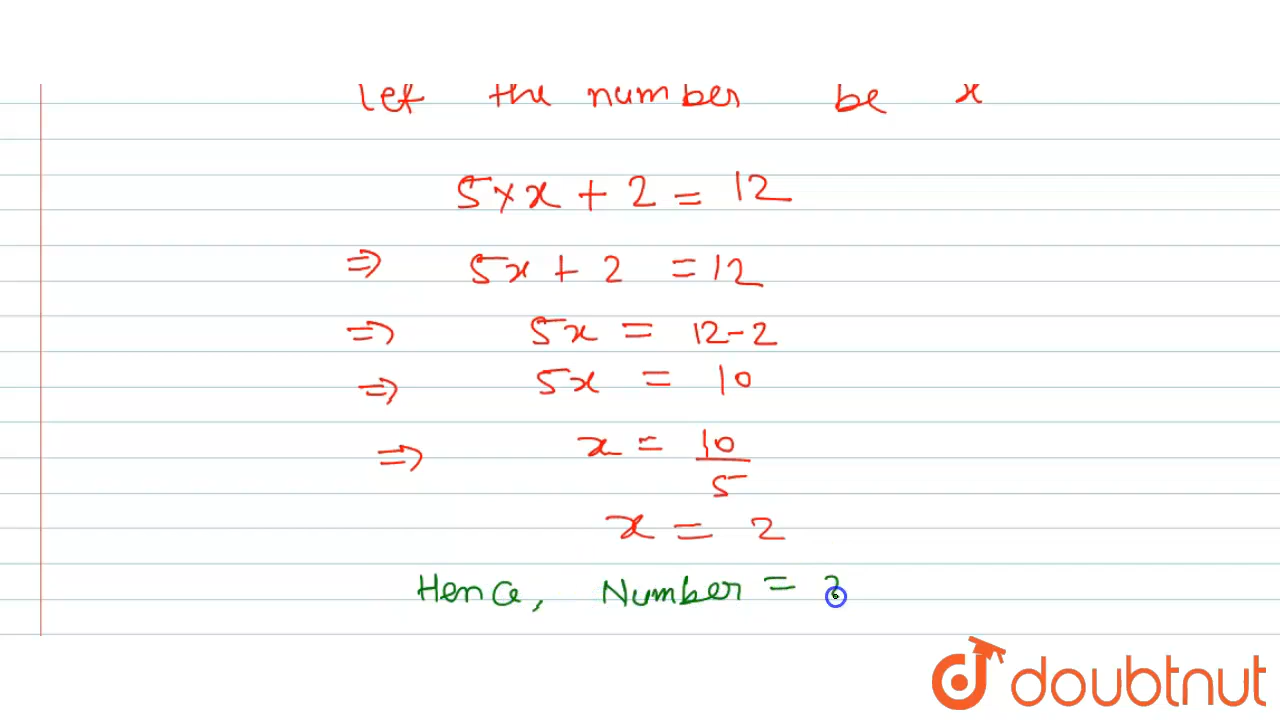 Let the number be x
5×x + 2 = 12
⇒ 5x + 2 = 12
⇒ 5x = 12-2
⇒ 5x = 10
⇒ x = 10/5
x = 2
Hence, Number =
doubtnut